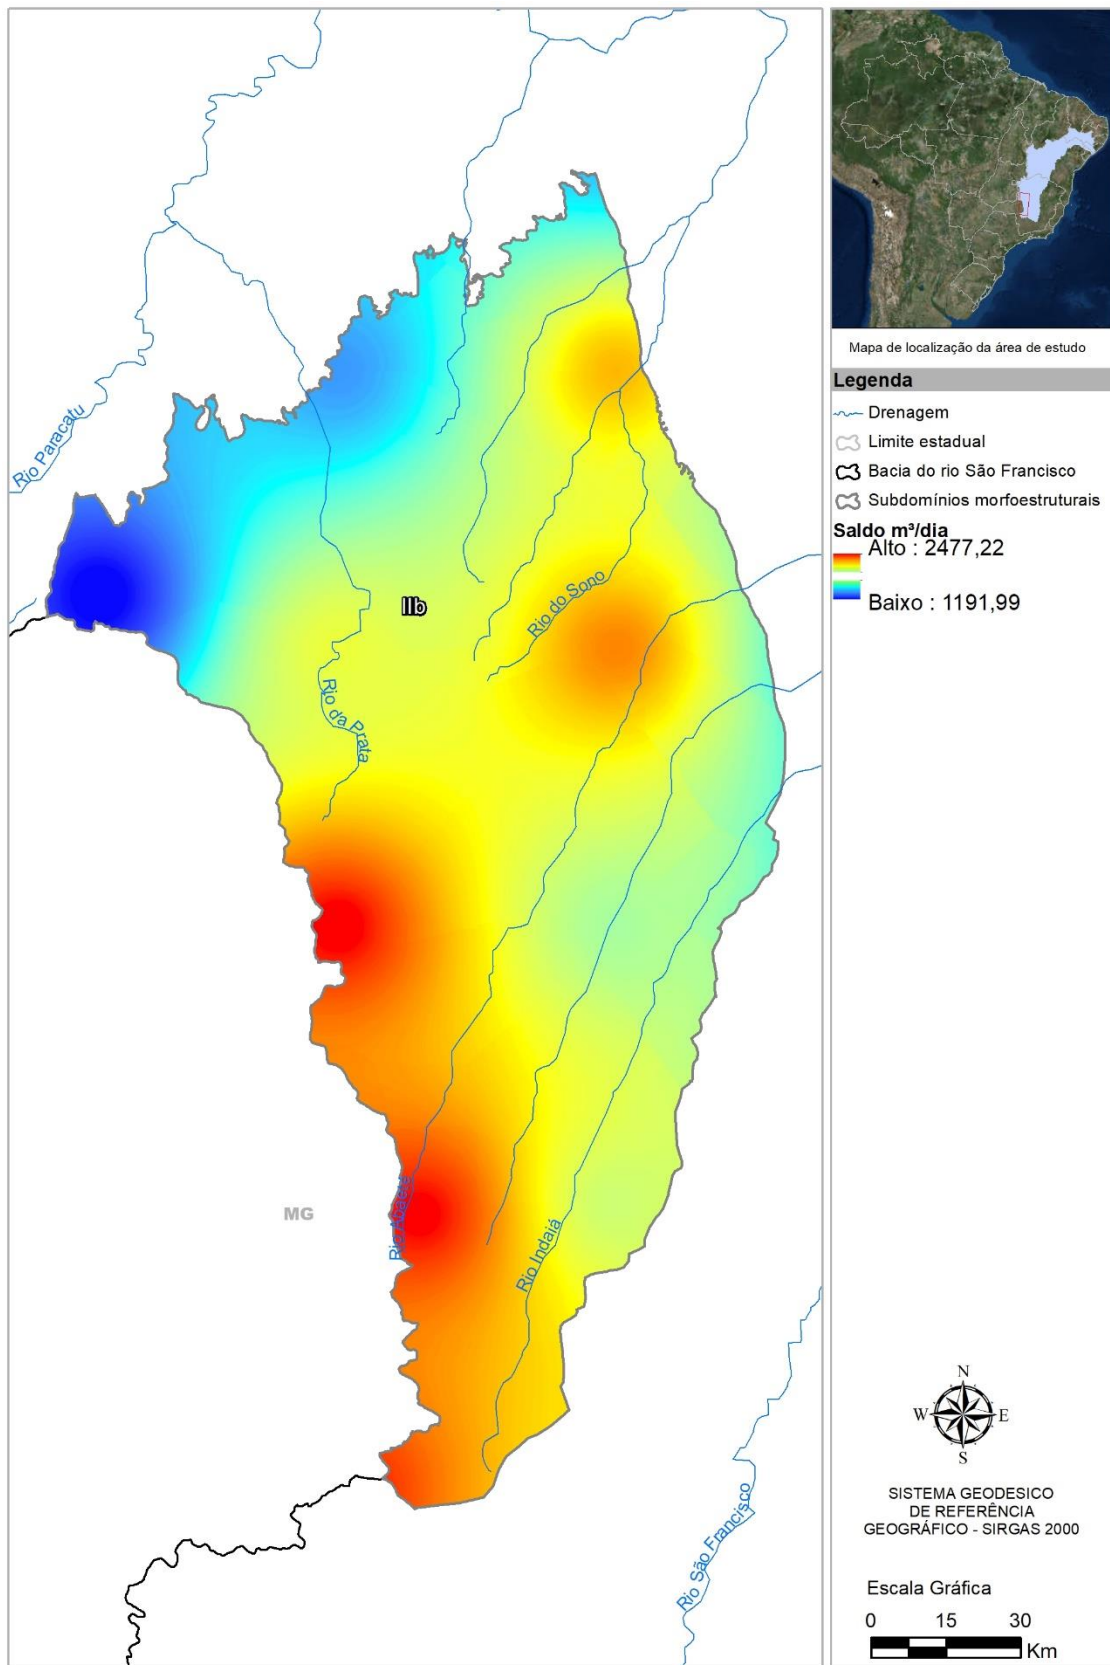 Rio Paracatu
Rio do Sono
IIb
Rio da Prata
MG
Rio Abaeté
Rio Indaiá
Rio São Francisco
Mapa de localização da área de estudo
Legenda
Drenagem
Limite estadual
Bacia do rio São Francisco
Subdomínios morfoestruturais
Saldo m³/dia
Alto : 2477,22
Baixo : 1191,99
N
W E
S
SISTEMA GEODESICO
DE REFERÊNCIA
GEOGRÁFICO - SIRGAS 2000
Escala Gráfica
0 15 30
Km